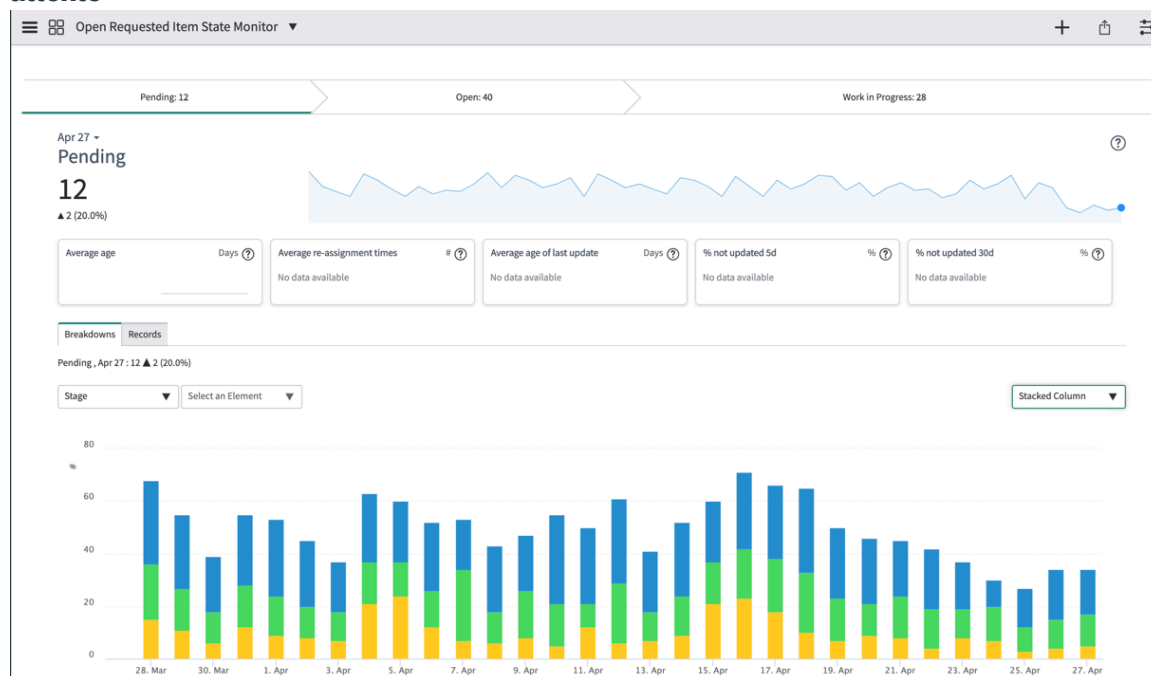 Open Requested Item State Monitor ▼
Pending: 12
Open: 40
Work in Progress: 28
Apr 27
Pending
12
▲ 2 (20.0%)
Average age Days ?
Average re-assignment times # ?
No data available
Average age of last update Days ?
No data available
% not updated 5d % ?
No data available
% not updated 30d % ?
No data available
Breakdowns Records
Pending , Apr 27 : 12 ▲ 2 (20.0%)
Stage ▼ Select an Element ▼ Stacked Column ▼
80
60
40
20
0
28. Mar 30. Mar 1. Apr 3. Apr 5. Apr 7. Apr 9. Apr 11. Apr 13. Apr 15. Apr 17. Apr 19. Apr 21. Apr 23. Apr 25. Apr 27. Apr